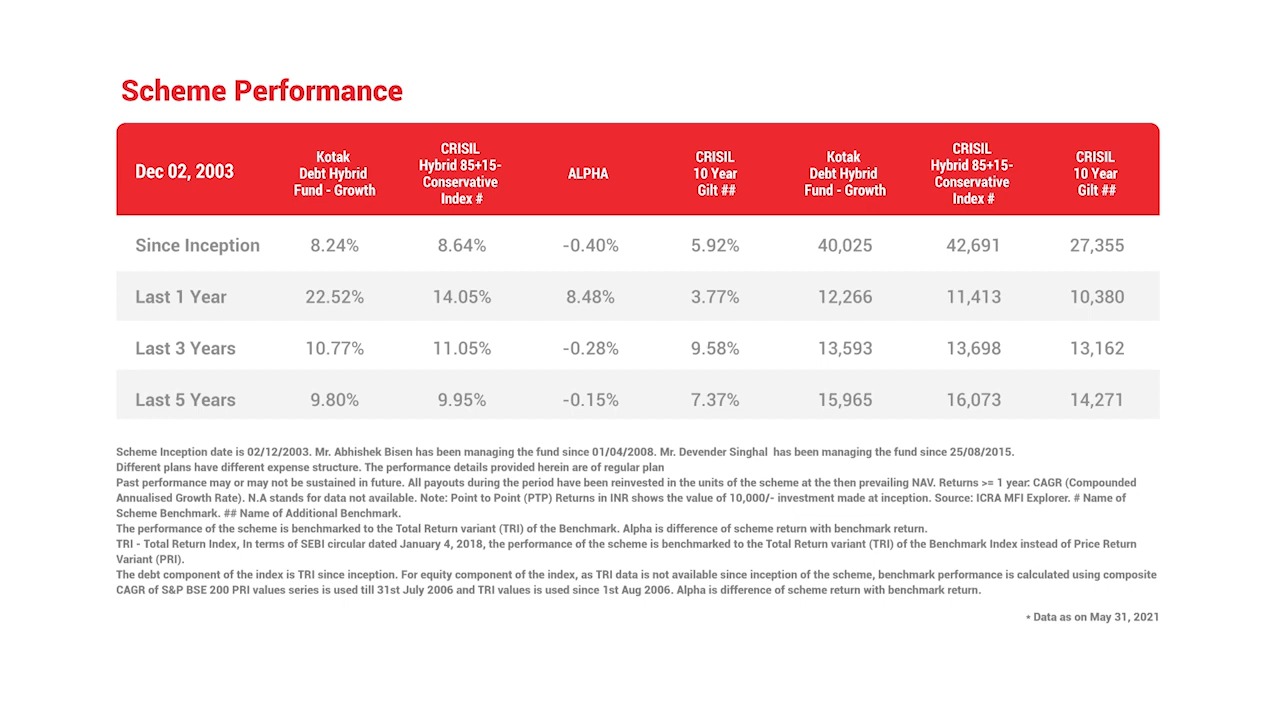 Scheme Performance
Dec 02, 2003 Kotak Debt Hybrid Fund - Growth CRISIL Hybrid 85+15- Conservative Index # ALPHA CRISIL 10 Year Gilt ## Kotak Debt Hybrid Fund - Growth CRISIL Hybrid 85+15- Conservative Index # CRISIL 10 Year Gilt ##
Since Inception 8.24% 8.64% -0.40% 5.92% 40,025 42,691 27,355
Last 1 Year 22.52% 14.05% 8.48% 3.77% 12,266 11,413 10,380
Last 3 Years 10.77% 11.05% -0.28% 9.58% 13,593 13,698 13,162
Last 5 Years 9.80% 9.95% -0.15% 7.37% 15,965 16,073 14,271
Scheme Inception date is 02/12/2003. Mr. Abhishek Bisen has been managing the fund since 01/04/2008. Mr. Devender Singhal has been managing the fund since 25/08/2015.
Different plans have different expense structure. The performance details provided herein are of regular plan
Past performance may or may not be sustained in future. All payouts during the period have been reinvested in the units of the scheme at the then prevailing NAV. Returns >= 1 year: CAGR (Compounded
Annualised Growth Rate). N.A stands for data not available. Note: Point to Point (PTP) Returns in INR shows the value of 10,000/- investment made at inception. Source: ICRA MFI Explorer. # Name of
Scheme Benchmark. ## Name of Additional Benchmark.
The performance of the scheme is benchmarked to the Total Return variant (TRI) of the Benchmark. Alpha is difference of scheme return with benchmark return.
TRI - Total Return Index, In terms of SEBI circular dated January 4, 2018, the performance of the scheme is benchmarked to the Total Return variant (TRI) of the Benchmark Index instead of Price Return
Variant (PRI).
The debt component of the index is TRI since inception. For equity component of the index, as TRI data is not available since inception of the scheme, benchmark performance is calculated using composite
CAGR of S&P BSE 200 PRI values series is used till 31st July 2006 and TRI values is used since 1st Aug 2006. Alpha is difference of scheme return with benchmark return.
* Data as on May 31, 2021